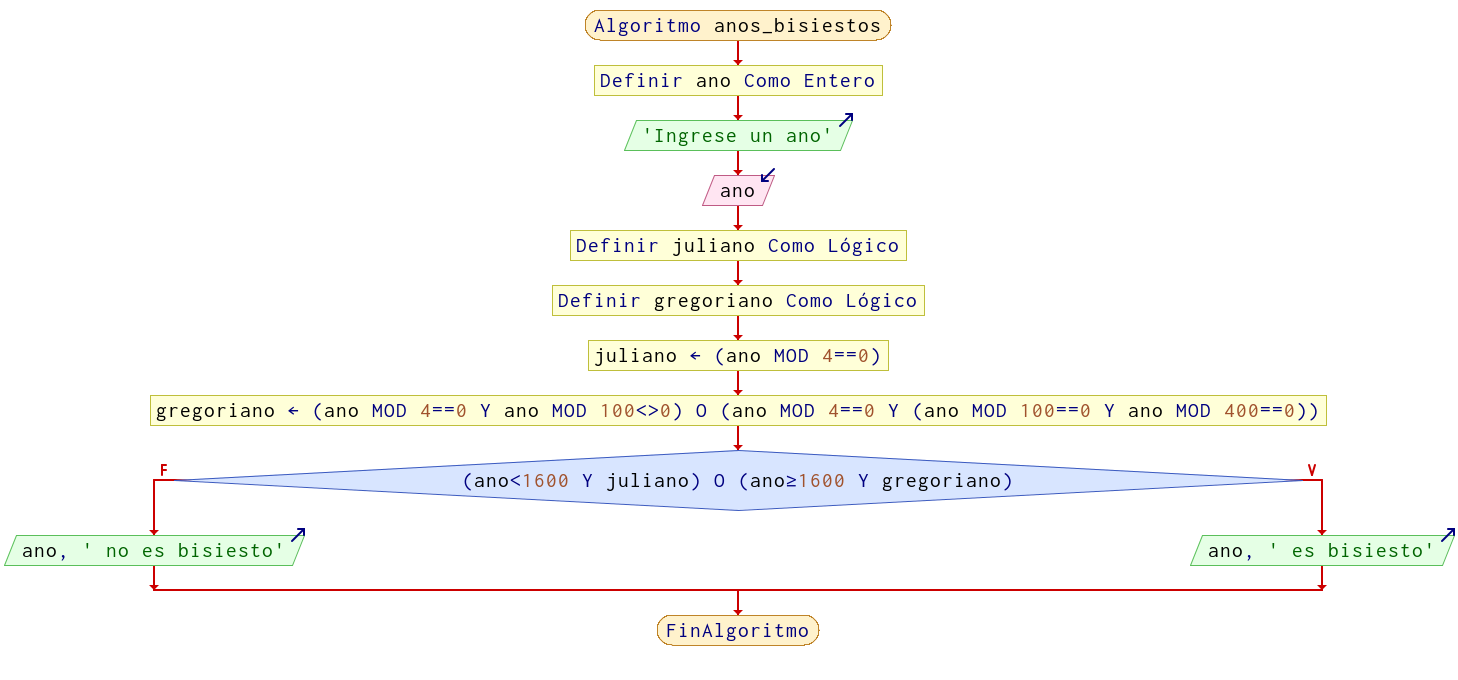 Algoritmo anos_bisiestos
Definir ano Como Entero
'Ingrese un ano'
ano
Definir juliano Como Lógico
Definir gregoriano Como Lógico
juliano ← (ano MOD 4==0)
gregoriano ← (ano MOD 4==0 Y ano MOD 100<>0) O (ano MOD 4==0 Y (ano MOD 100==0 Y ano MOD 400==0))
F
V
(ano<1600 Y juliano) O (ano≥1600 Y gregoriano)
ano, ' no es bisiesto'
ano, ' es bisiesto'
FinAlgoritmo